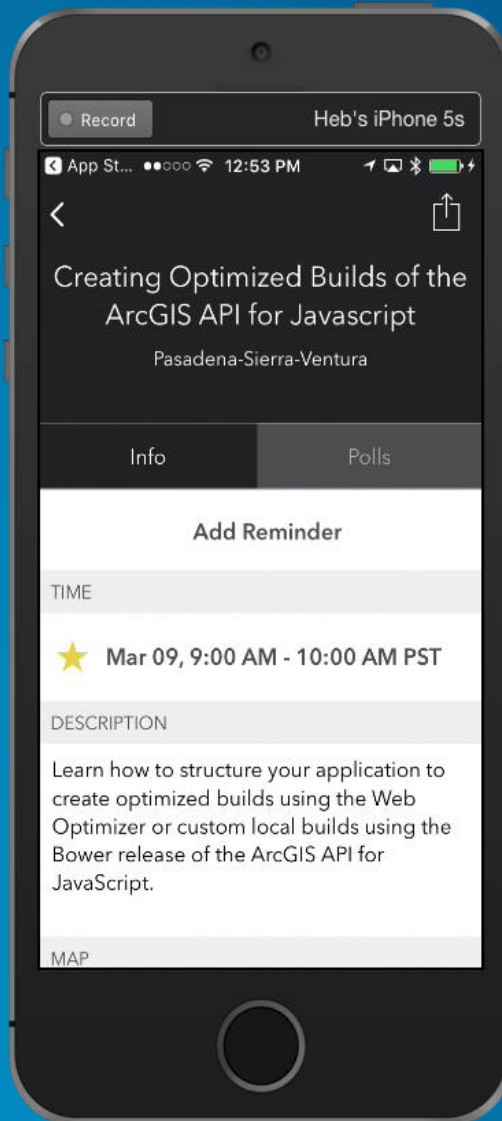 Record
Heb's iPhone 5s
App St... 12:53 PM
Creating Optimized Builds of the
ArcGIS API for Javascript
Pasadena-Sierra-Ventura
Info
Polls
Add Reminder
TIME
Mar 09, 9:00 AM - 10:00 AM PST
DESCRIPTION
Learn how to structure your application to
create optimized builds using the Web
Optimizer or custom local builds using the
Bower release of the ArcGIS API for
JavaScript.
MAP